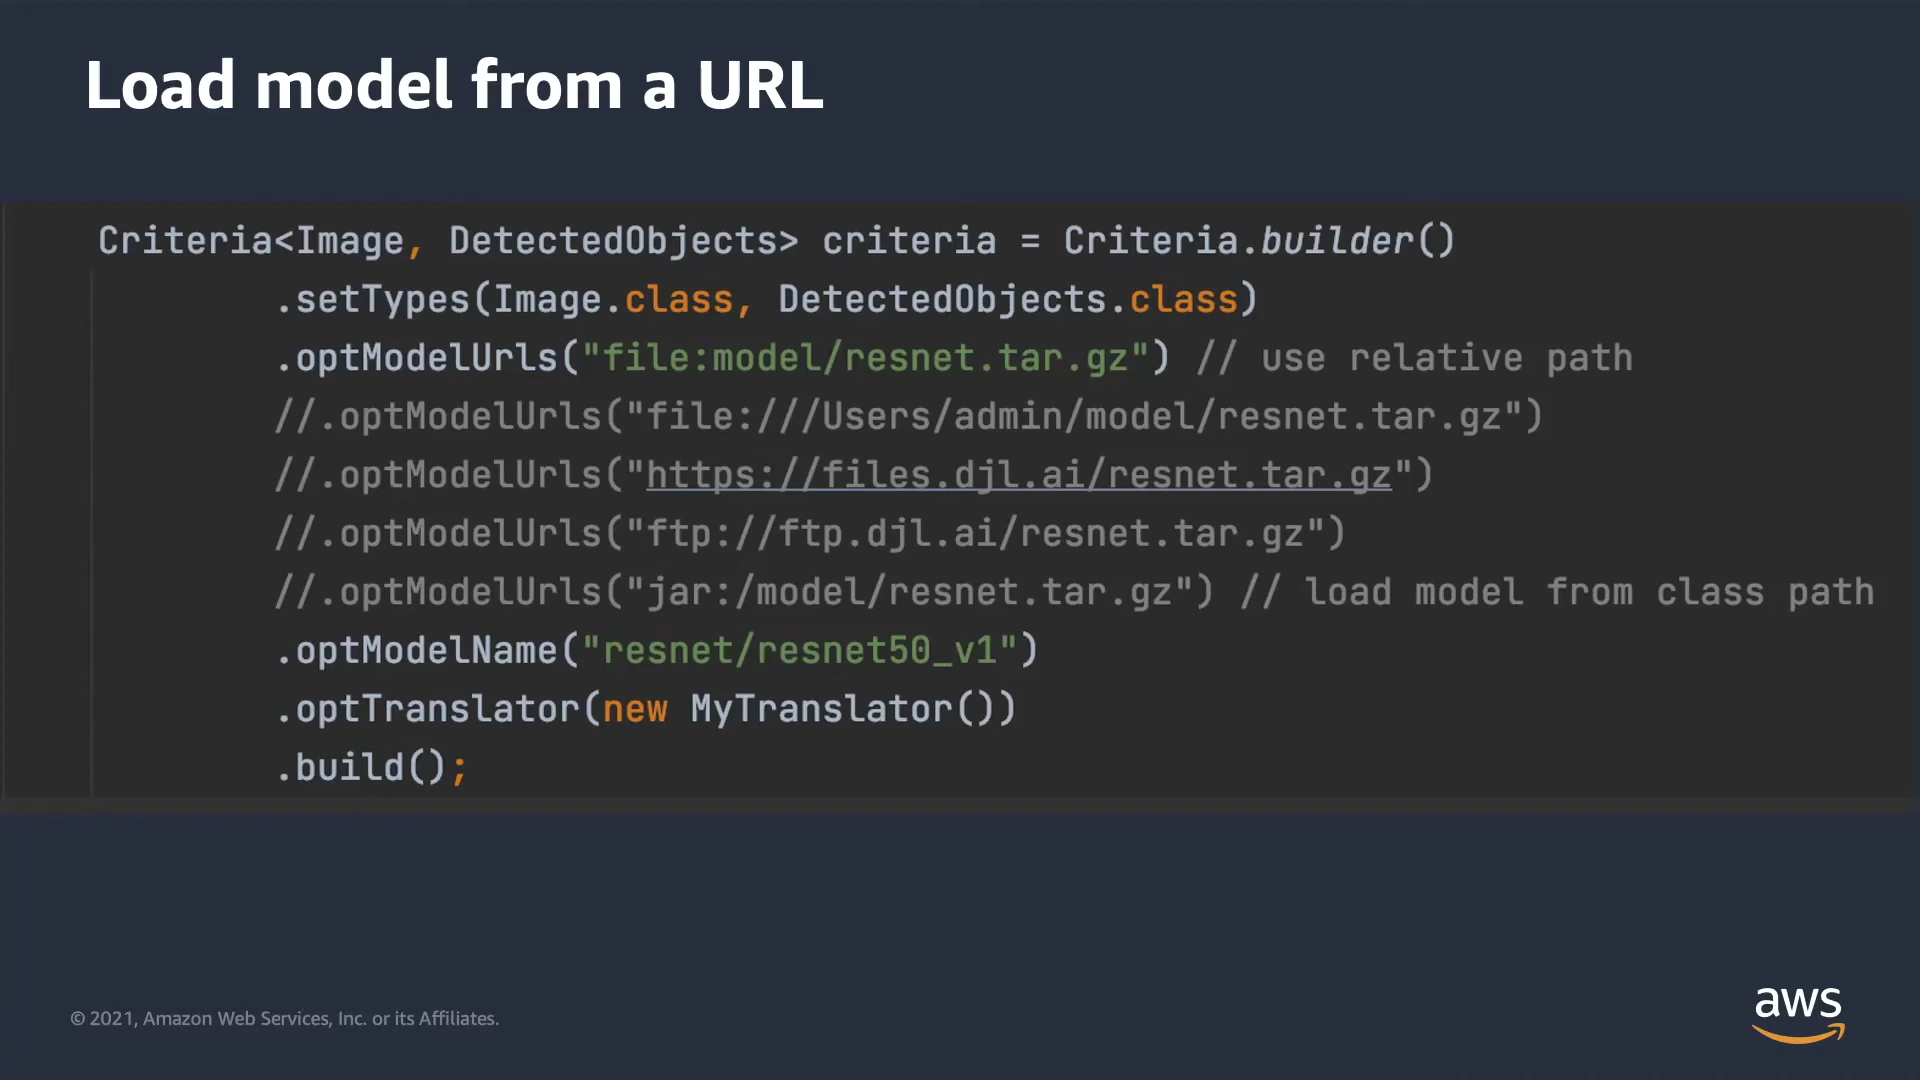 Load model from a URL
Criteria<Image, DetectedObjects> criteria = Criteria.builder()
.setTypes(Image.class, DetectedObjects.class)
.optModelUrls("file:model/resnet.tar.gz") // use relative path
//.optModelUrls("file:///Users/admin/model/resnet.tar.gz")
//.optModelUrls("https://files.djl.ai/resnet.tar.gz")
//.optModelUrls("ftp://ftp.djl.ai/resnet.tar.gz")
//.optModelUrls("jar:/model/resnet.tar.gz") // load model from class path
.optModelName("resnet/resnet50_v1")
.optTranslator(new MyTranslator())
.build();
© 2021, Amazon Web Services, Inc. or its Affiliates.
aws